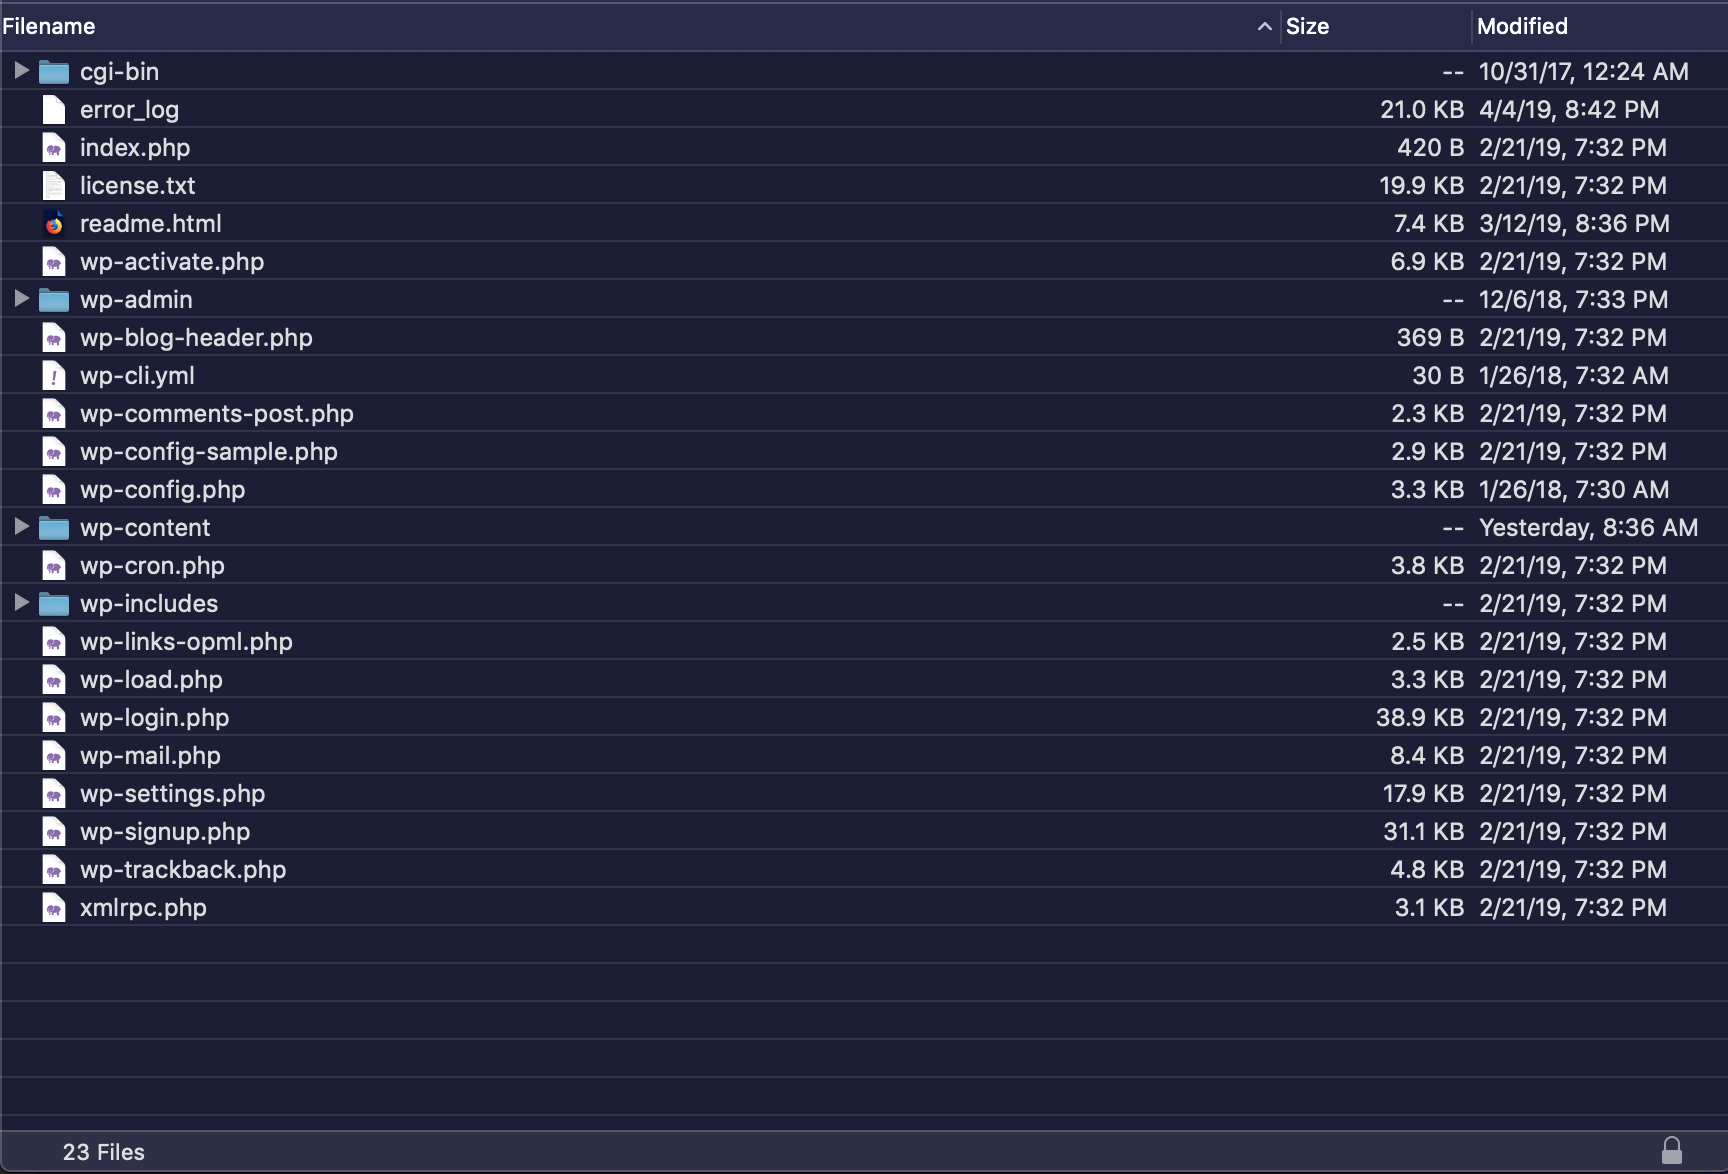 Filename Size Modified
cgi-bin -- 10/31/17, 12:24 AM
error_log 21.0 KB 4/4/19, 8:42 PM
index.php 420 B 2/21/19, 7:32 PM
license.txt 19.9 KB 2/21/19, 7:32 PM
readme.html 7.4 KB 3/12/19, 8:36 PM
wp-activate.php 6.9 KB 2/21/19, 7:32 PM
wp-admin -- 12/6/18, 7:33 PM
wp-blog-header.php 369 B 2/21/19, 7:32 PM
wp-cli.yml 30 B 1/26/18, 7:32 AM
wp-comments-post.php 2.3 KB 2/21/19, 7:32 PM
wp-config-sample.php 2.9 KB 2/21/19, 7:32 PM
wp-config.php 3.3 KB 1/26/18, 7:30 AM
wp-content -- Yesterday, 8:36 AM
wp-cron.php 3.8 KB 2/21/19, 7:32 PM
wp-includes -- 2/21/19, 7:32 PM
wp-links-opml.php 2.5 KB 2/21/19, 7:32 PM
wp-load.php 3.3 KB 2/21/19, 7:32 PM
wp-login.php 38.9 KB 2/21/19, 7:32 PM
wp-mail.php 8.4 KB 2/21/19, 7:32 PM
wp-settings.php 17.9 KB 2/21/19, 7:32 PM
wp-signup.php 31.1 KB 2/21/19, 7:32 PM
wp-trackback.php 4.8 KB 2/21/19, 7:32 PM
xmlrpc.php 3.1 KB 2/21/19, 7:32 PM
23 Files